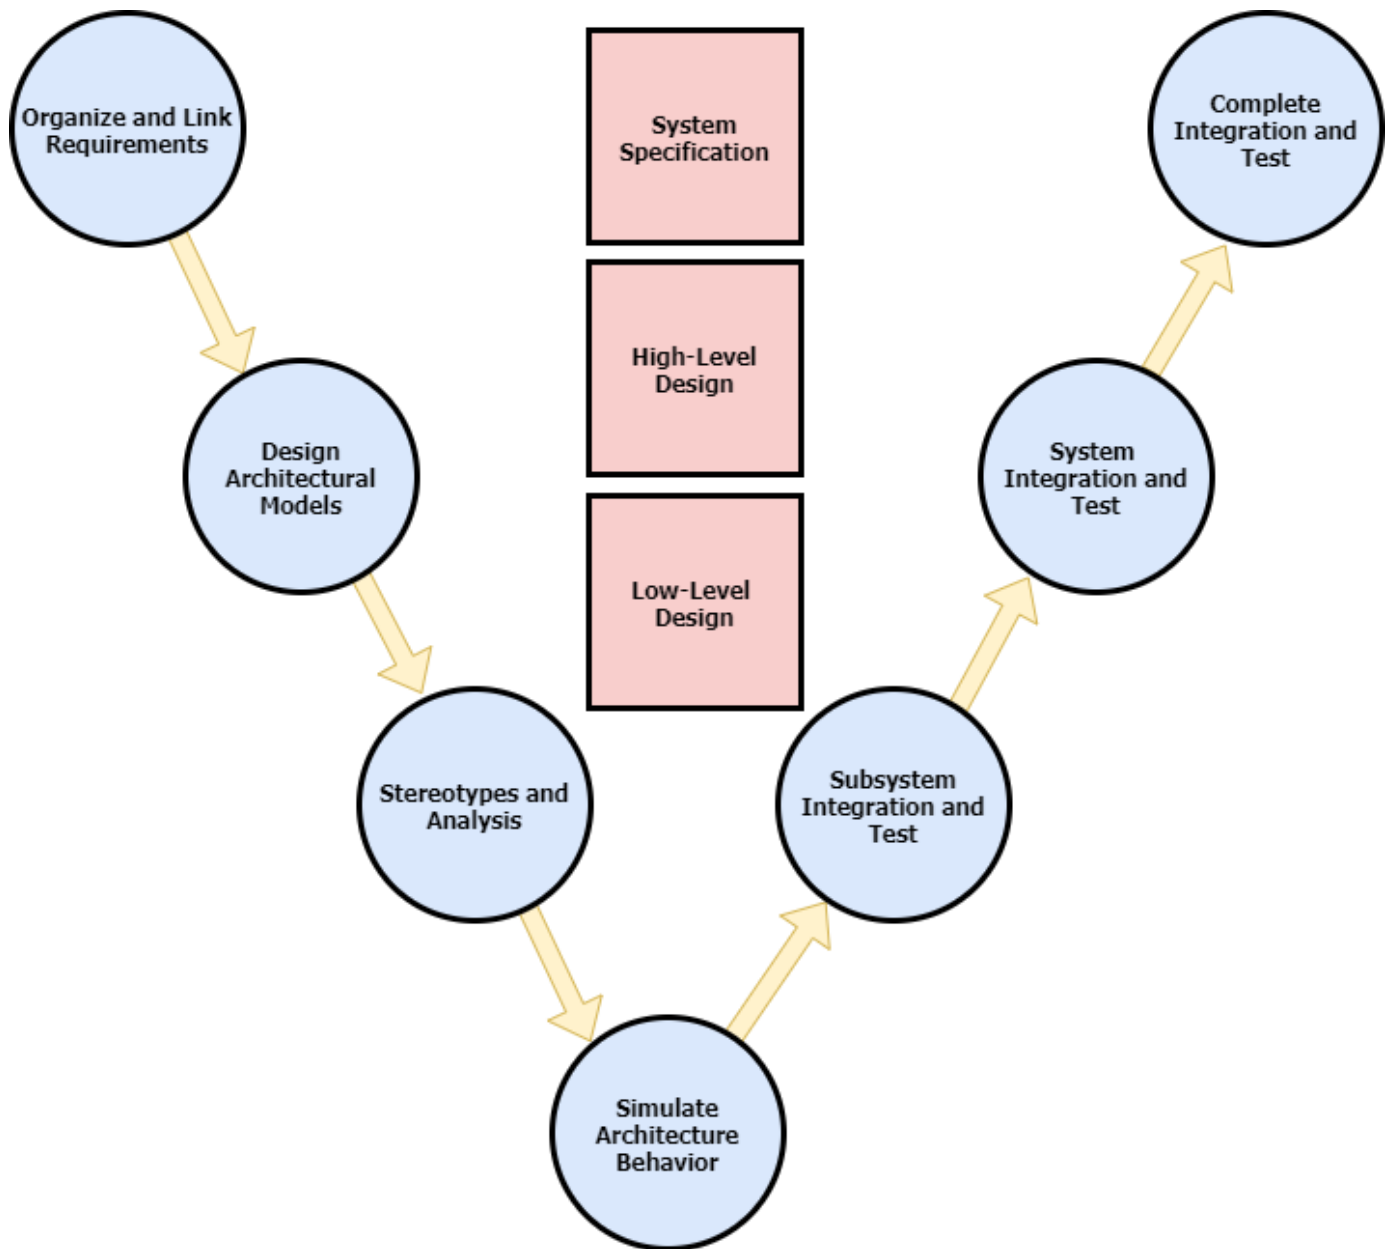 Organize and Link
Requirements
System
Specification
Complete
Integration and
Test
High-Level
Design
Design
Architectural
Models
System
Integration and
Test
Low-Level
Design
Stereotypes and
Analysis
Subsystem
Integration and
Test
Simulate
Architecture
Behavior